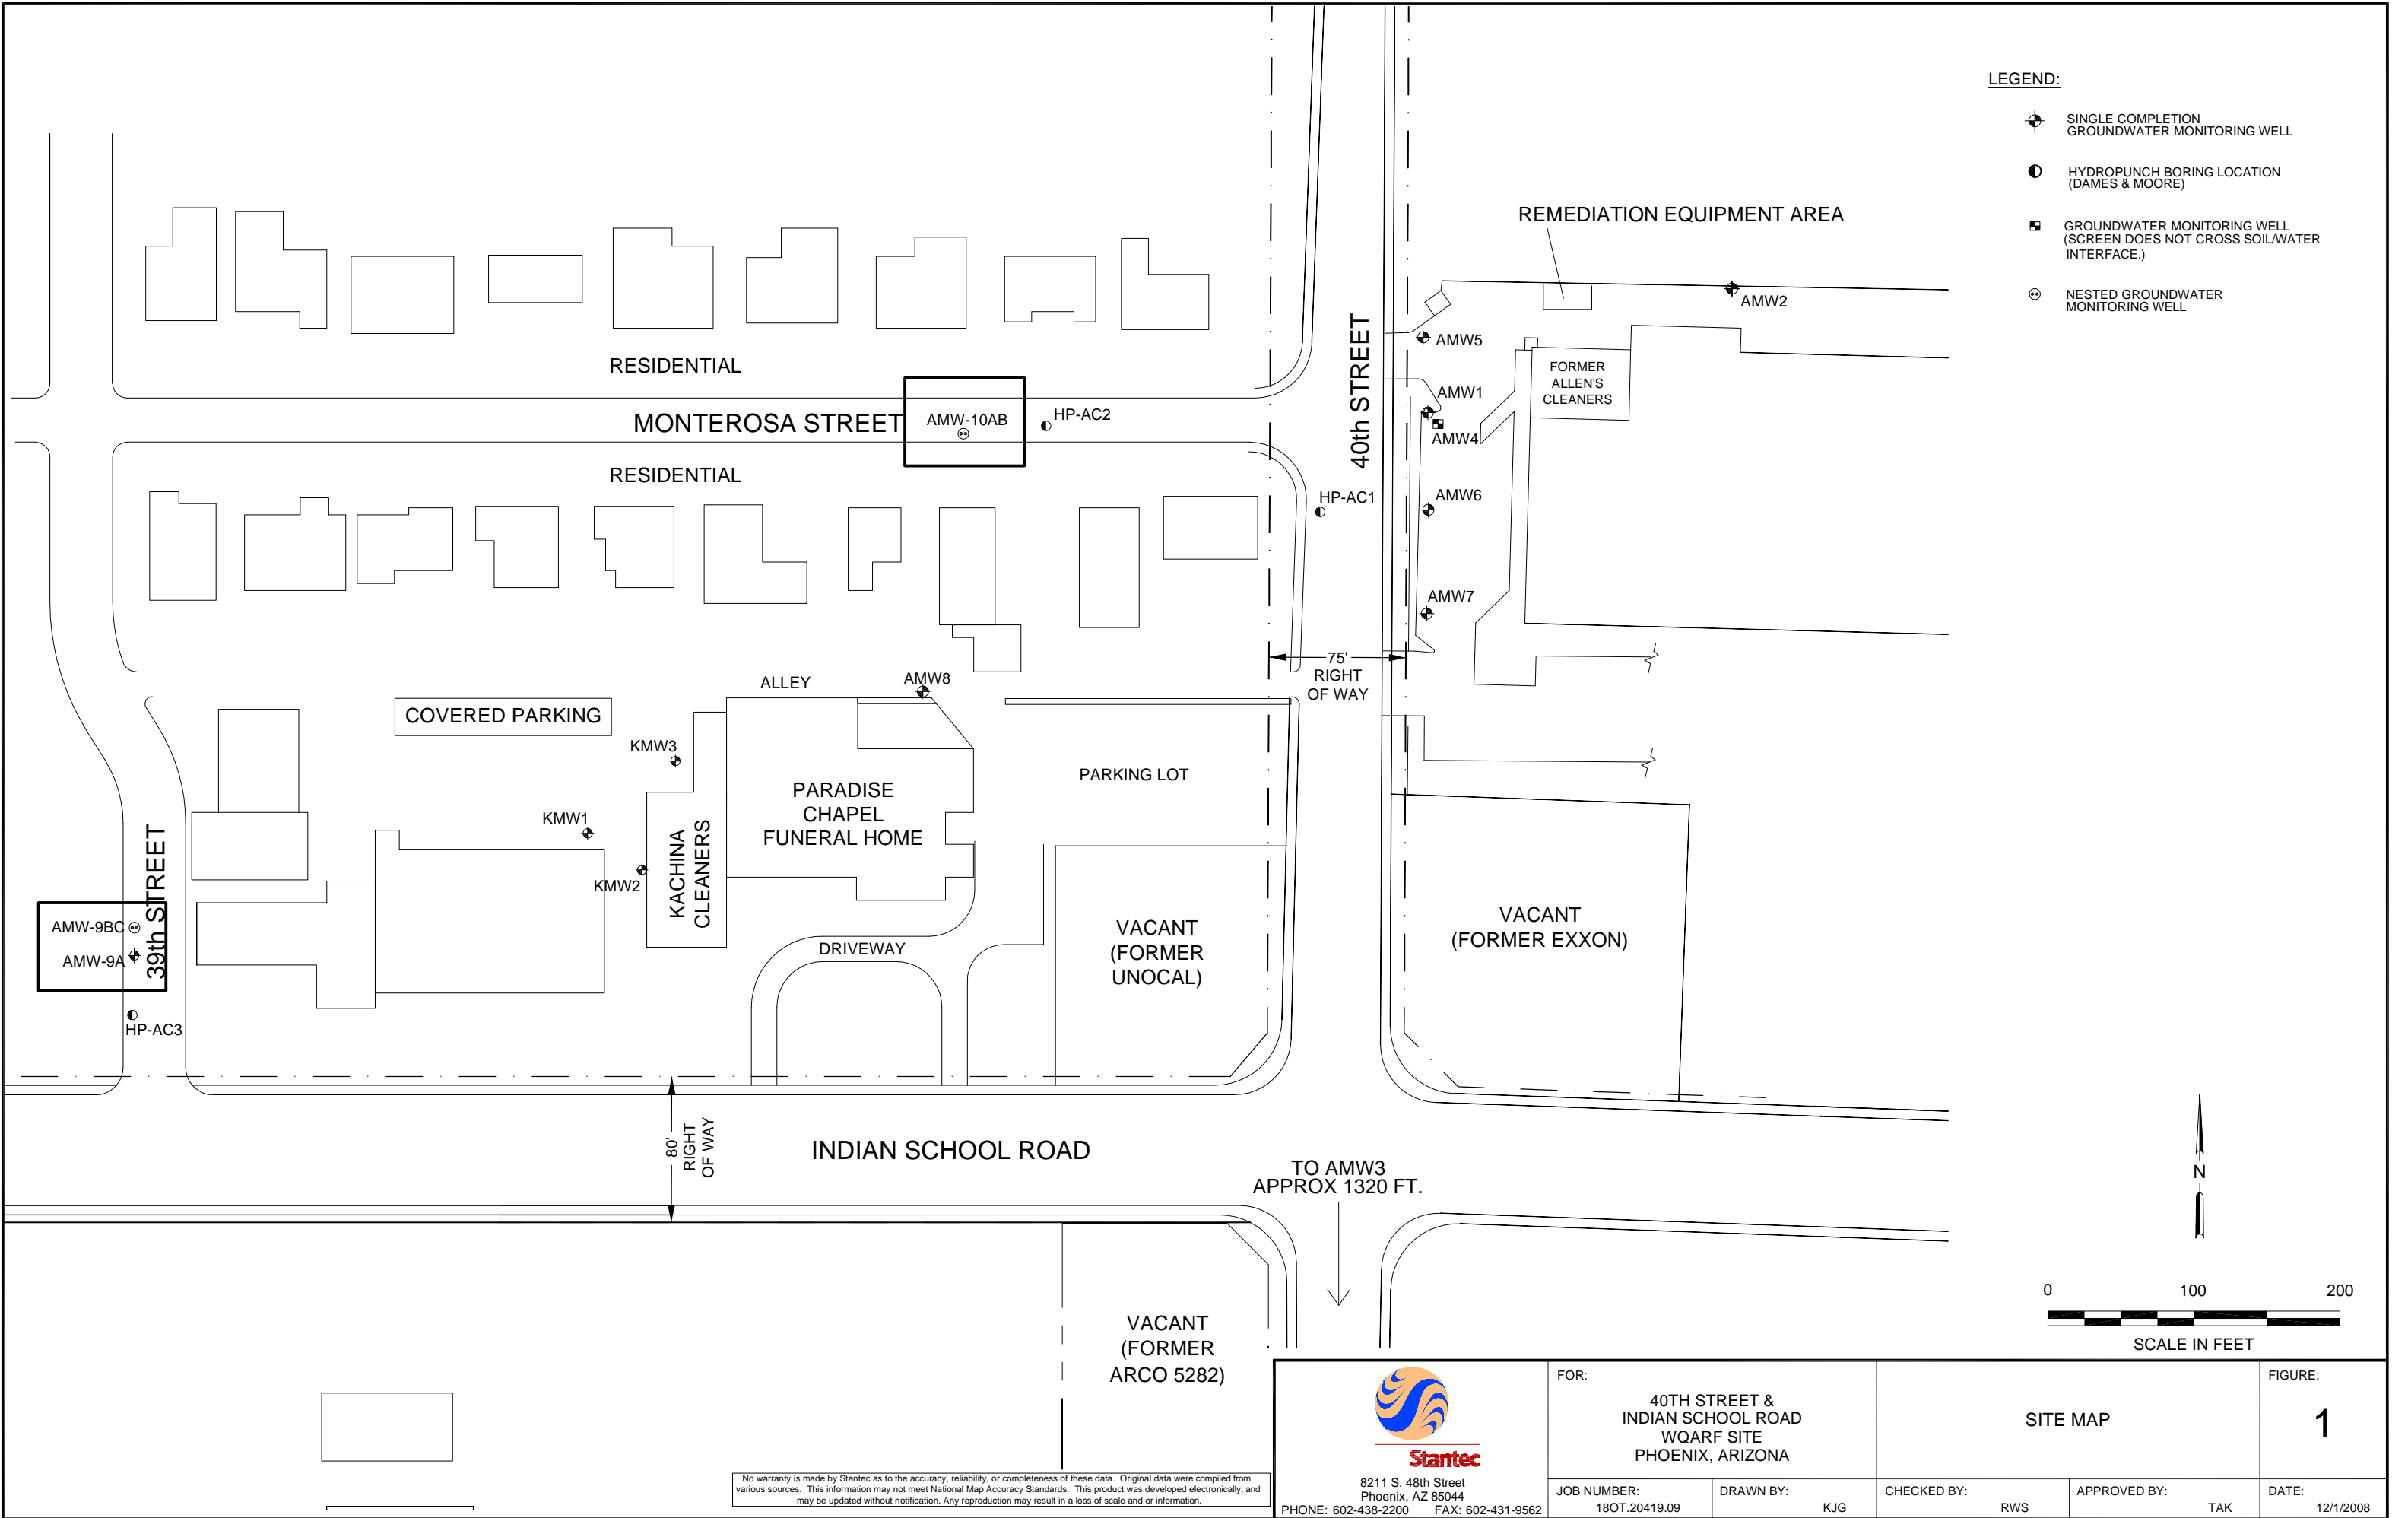 LEGEND:
SINGLE COMPLETION
GROUNDWATER MONITORING WELL
HYDROPUNCH BORING LOCATION
(DAMES & MOORE)
GROUNDWATER MONITORING WELL
(SCREEN DOES NOT CROSS SOIL/WATER
INTERFACE.)
NESTED GROUNDWATER
MONITORING WELL
REMEDIATION EQUIPMENT AREA
AMW2
AMW5
FORMER
ALLEN'S
CLEANERS
AMW1
AMW4
40th STREET
RESIDENTIAL
MONTEROSA STREET
AMW-10AB
HP-AC2
RESIDENTIAL
HP-AC1
AMW6
AMW7
75'
RIGHT
OF WAY
ALLEY
AMW8
COVERED PARKING
KMW3
PARKING LOT
PARADISE
CHAPEL
FUNERAL HOME
KMW1
KMW2
KACHINA
CLEANERS
39th STREET
AMW-9BC
AMW-9A
HP-AC3
DRIVEWAY
VACANT
(FORMER
UNOCAL)
VACANT
(FORMER EXXON)
80'
RIGHT
OF WAY
INDIAN SCHOOL ROAD
TO AMW3
APPROX 1320 FT.
N
0 100 200
SCALE IN FEET
VACANT
(FORMER
ARCO 5282)
No warranty is made by Stantec as to the accuracy, reliability, or completeness of these data. Original data were compiled from
various sources. This information may not meet National Map Accuracy Standards. This product was developed electronically, and
may be updated without notification. Any reproduction may result in a loss of scale and or information.
Stantec
8211 S. 48th Street
Phoenix, AZ 85044
PHONE: 602-438-2200 FAX: 602-431-9562
FOR:
40TH STREET &
INDIAN SCHOOL ROAD
WQARF SITE
PHOENIX, ARIZONA
SITE MAP
FIGURE:
1
JOB NUMBER:
18OT.20419.09
DRAWN BY:
KJG
CHECKED BY:
RWS
APPROVED BY:
TAK
DATE:
12/1/2008